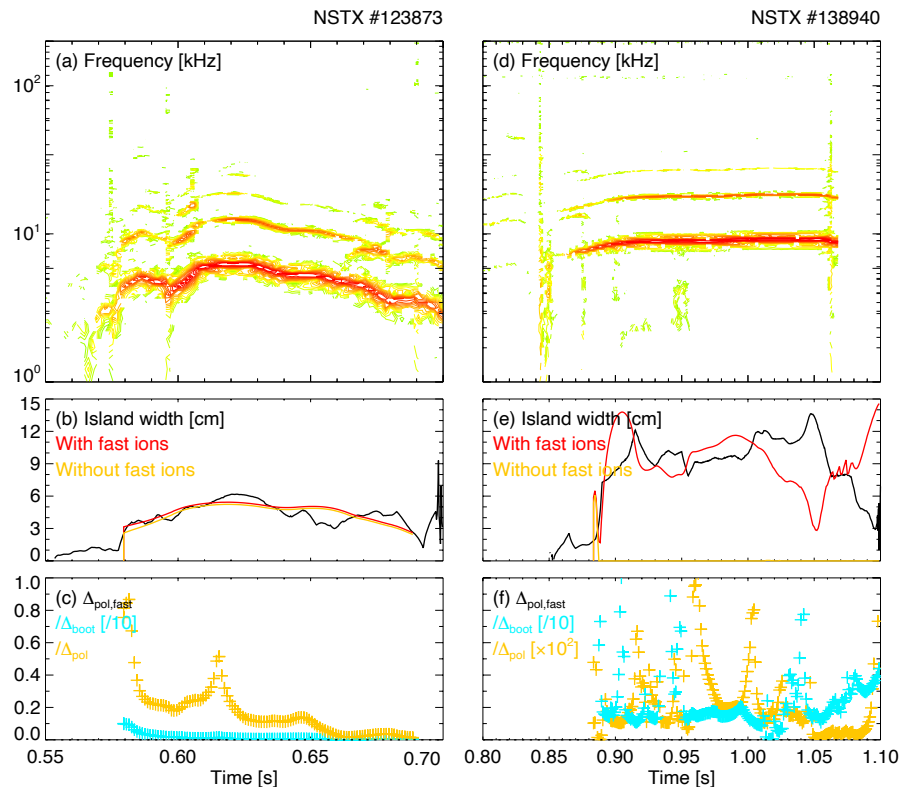 NSTX #123873
NSTX #138940
(a) Frequency [kHz]
(d) Frequency [kHz]
10²
10¹
10⁰
(b) Island width [cm]
With fast ions
Without fast ions
15
12
9
6
3
0
(e) Island width [cm]
With fast ions
Without fast ions
(c) Δpol,fast
/Δboot [/10]
/Δpol
1.0
0.8
0.6
0.4
0.2
0.0
(f) Δpol,fast
/Δboot [/10]
/Δpol [×10²]
0.55 0.60 0.65 0.70
0.80 0.85 0.90 0.95 1.00 1.05 1.10
Time [s]
Time [s]